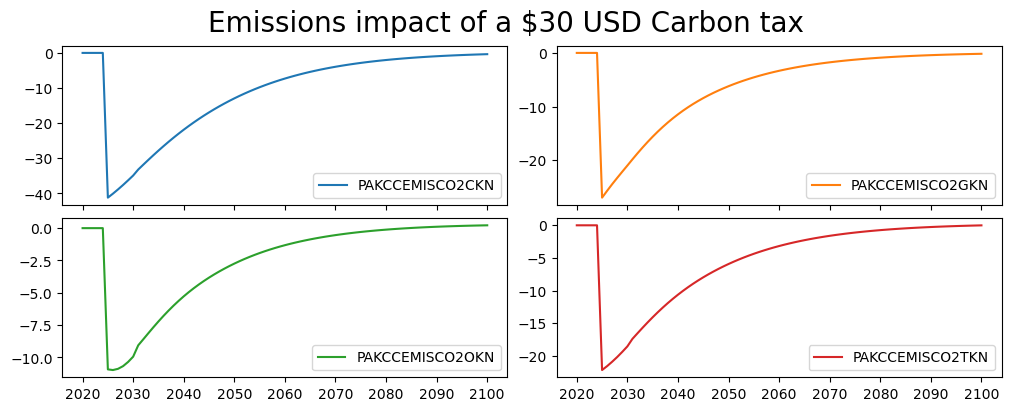 Emissions impact of a $30 USD Carbon tax
0
−10
−20
−30
−40
PAKCCEMISCO2CKN
0
−10
−20
PAKCCEMISCO2GKN
0.0
−2.5
−5.0
−7.5
−10.0
PAKCCEMISCO2OKN
2020 2030 2040 2050 2060 2070 2080 2090 2100
0
−5
−10
−15
−20
PAKCCEMISCO2TKN
2020 2030 2040 2050 2060 2070 2080 2090 2100